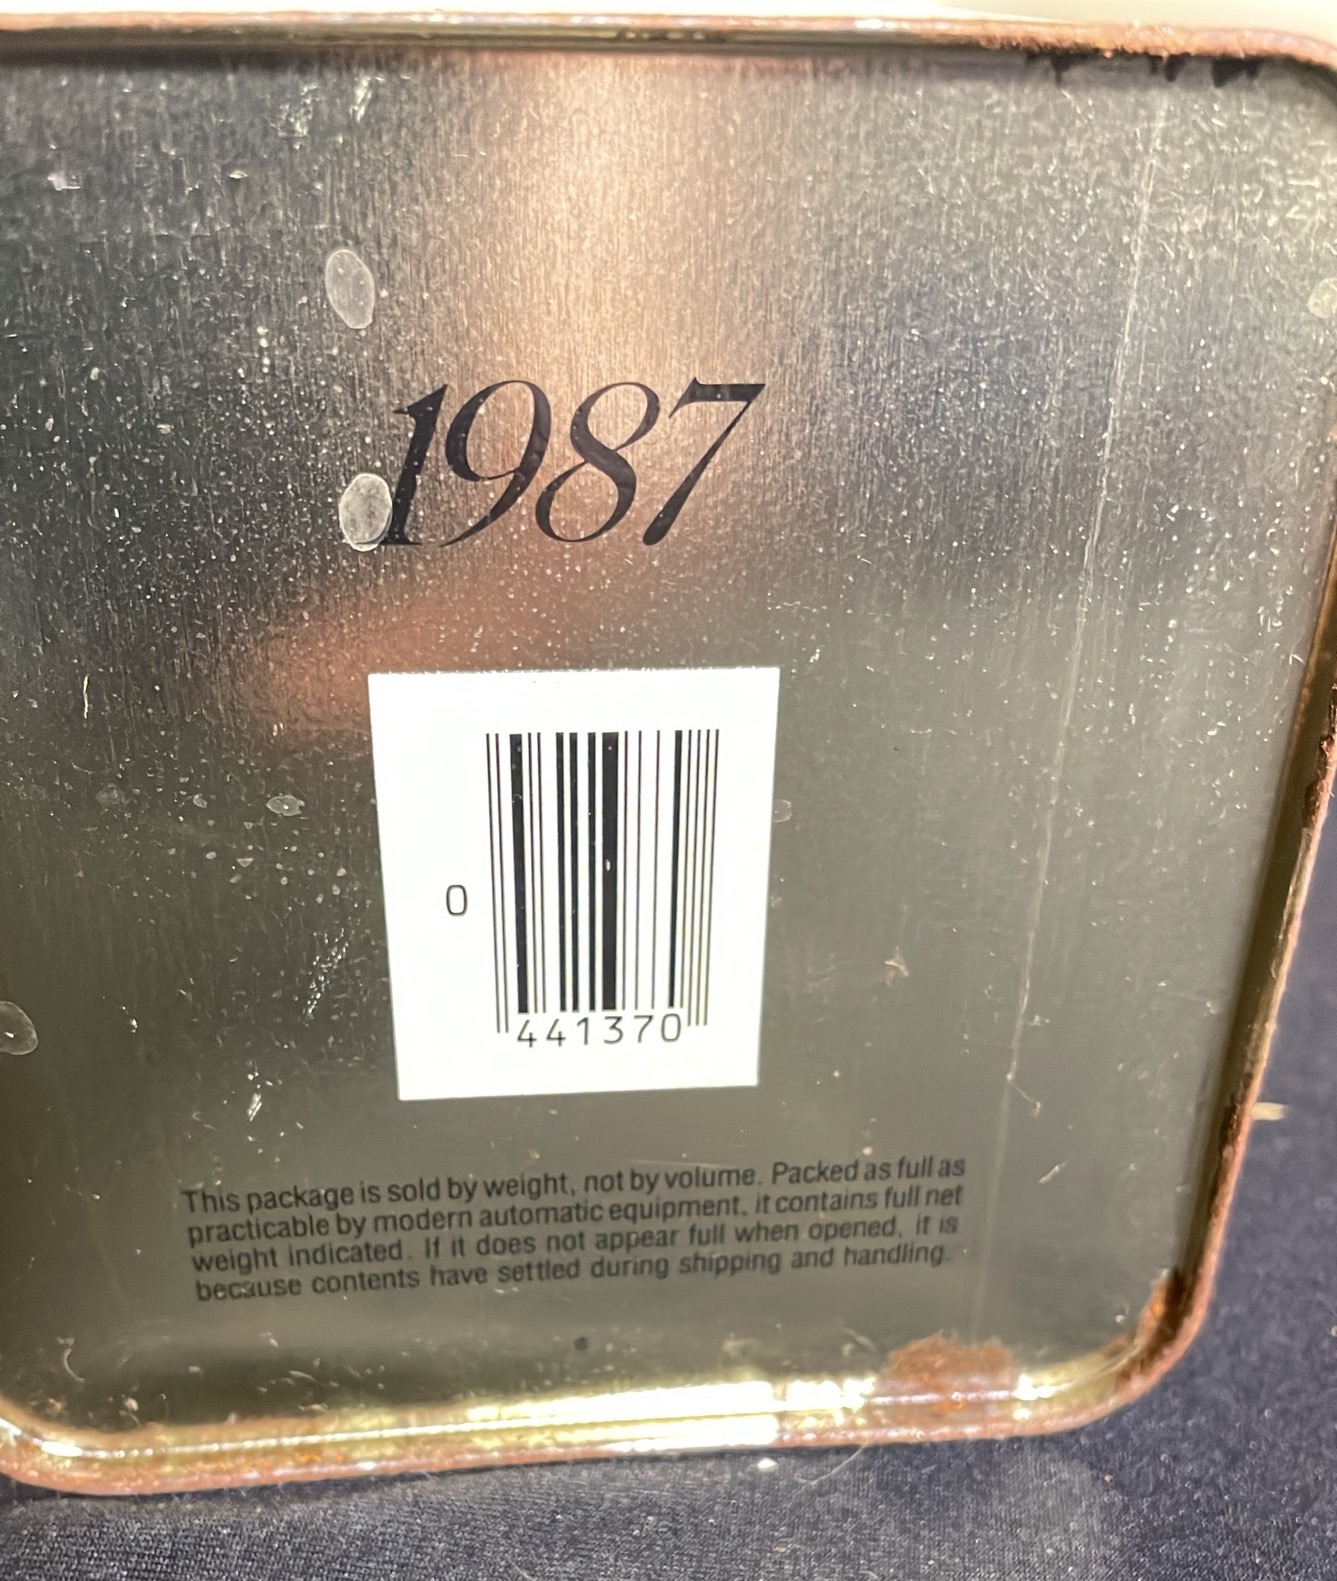 1987
0
441370
This package is sold by weight, not by volume. Packed as full as
practicable by modern automatic equipment, it contains full net
weight indicated. If it does not appear full when opened, it is
because contents have settled during shipping and handling.